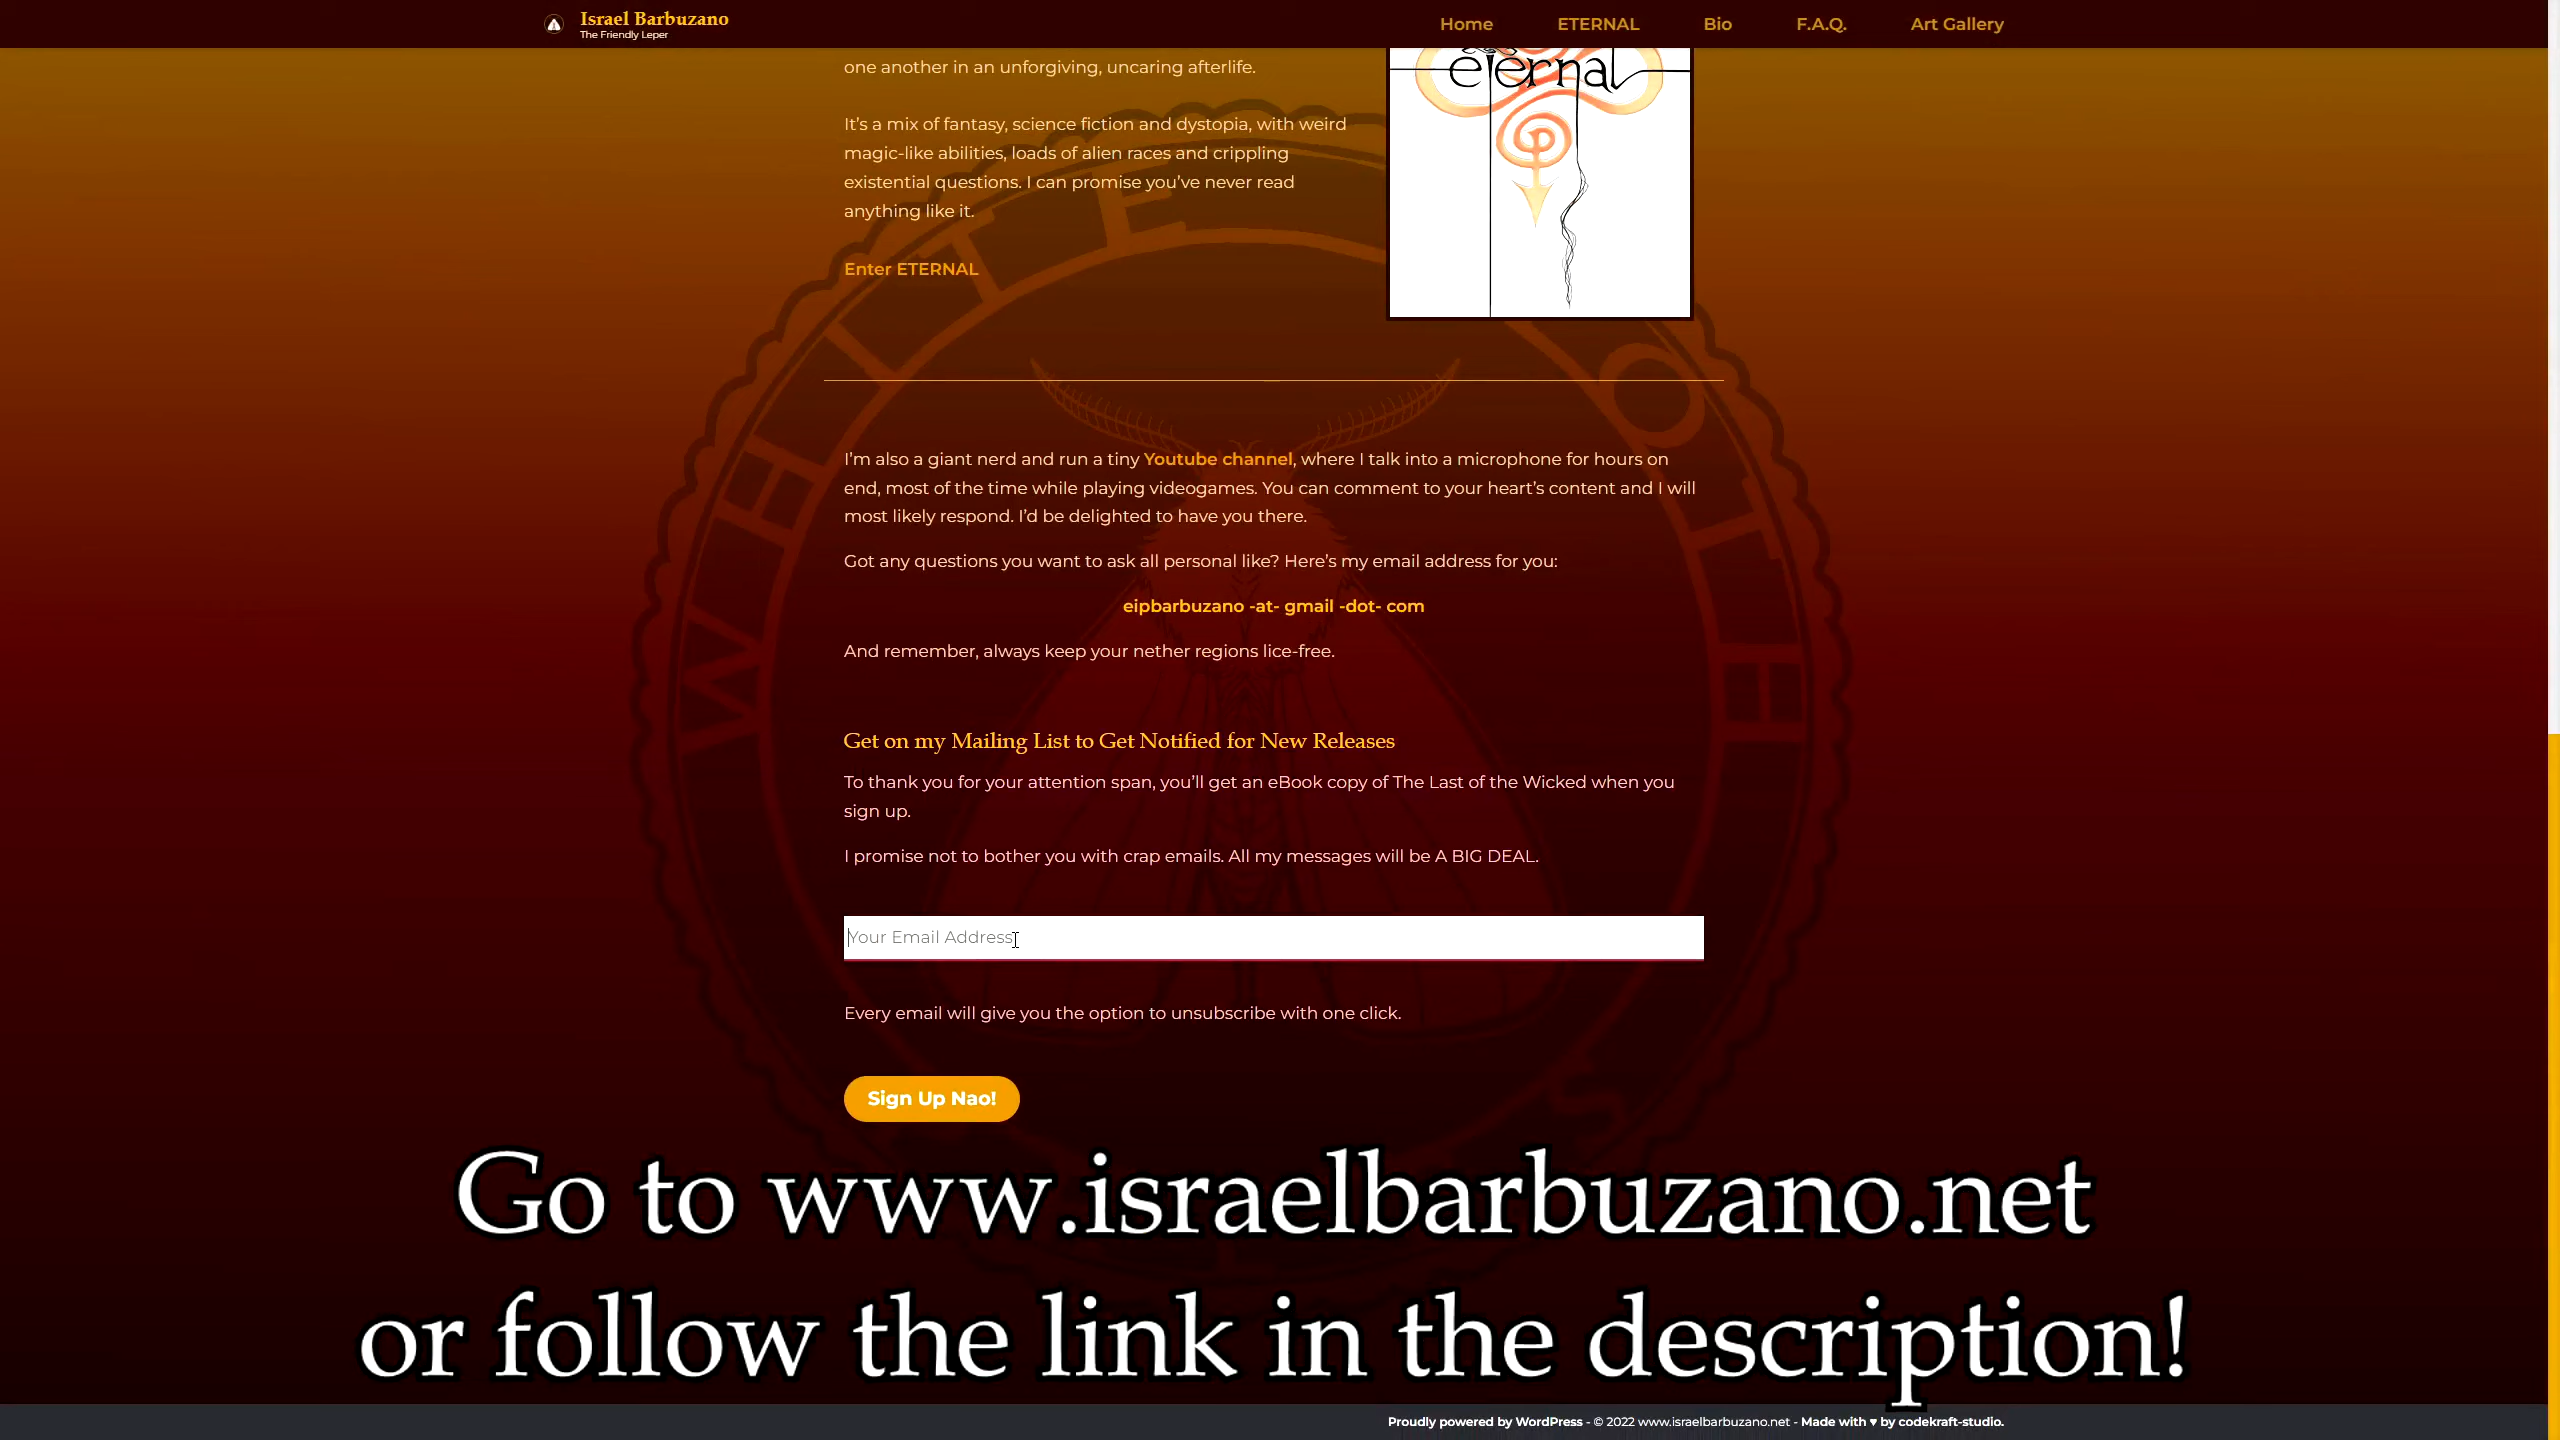 Israel Barbuzano
The Friendly Leper
Home
ETERNAL
Bio
F.A.Q.
Art Gallery
one another in an unforgiving, uncaring afterlife.
It’s a mix of fantasy, science fiction and dystopia, with weird
magic-like abilities, loads of alien races and crippling
existential questions. I can promise you’ve never read
anything like it.
Enter ETERNAL
eternal
WHITE MOTH
I’m also a giant nerd and run a tiny Youtube channel, where I talk into a microphone for hours on
end, most of the time while playing videogames. You can comment to your heart’s content and I will
most likely respond. I’d be delighted to have you there.
Got any questions you want to ask all personal like? Here’s my email address for you:
eipbarbuzano -at- gmail -dot- com
And remember, always keep your nether regions lice-free.
Get on my Mailing List to Get Notified for New Releases
To thank you for your attention span, you’ll get an eBook copy of The Last of the Wicked when you
sign up.
I promise not to bother you with crap emails. All my messages will be A BIG DEAL.
Your Email Address
Every email will give you the option to unsubscribe with one click.
Sign Up Nao!
Go to www.israelbarbuzano.net
or follow the link in the description!
Proudly powered by WordPress - © 2022 www.israelbarbuzano.net - Made with ♥ by codekraft-studio.